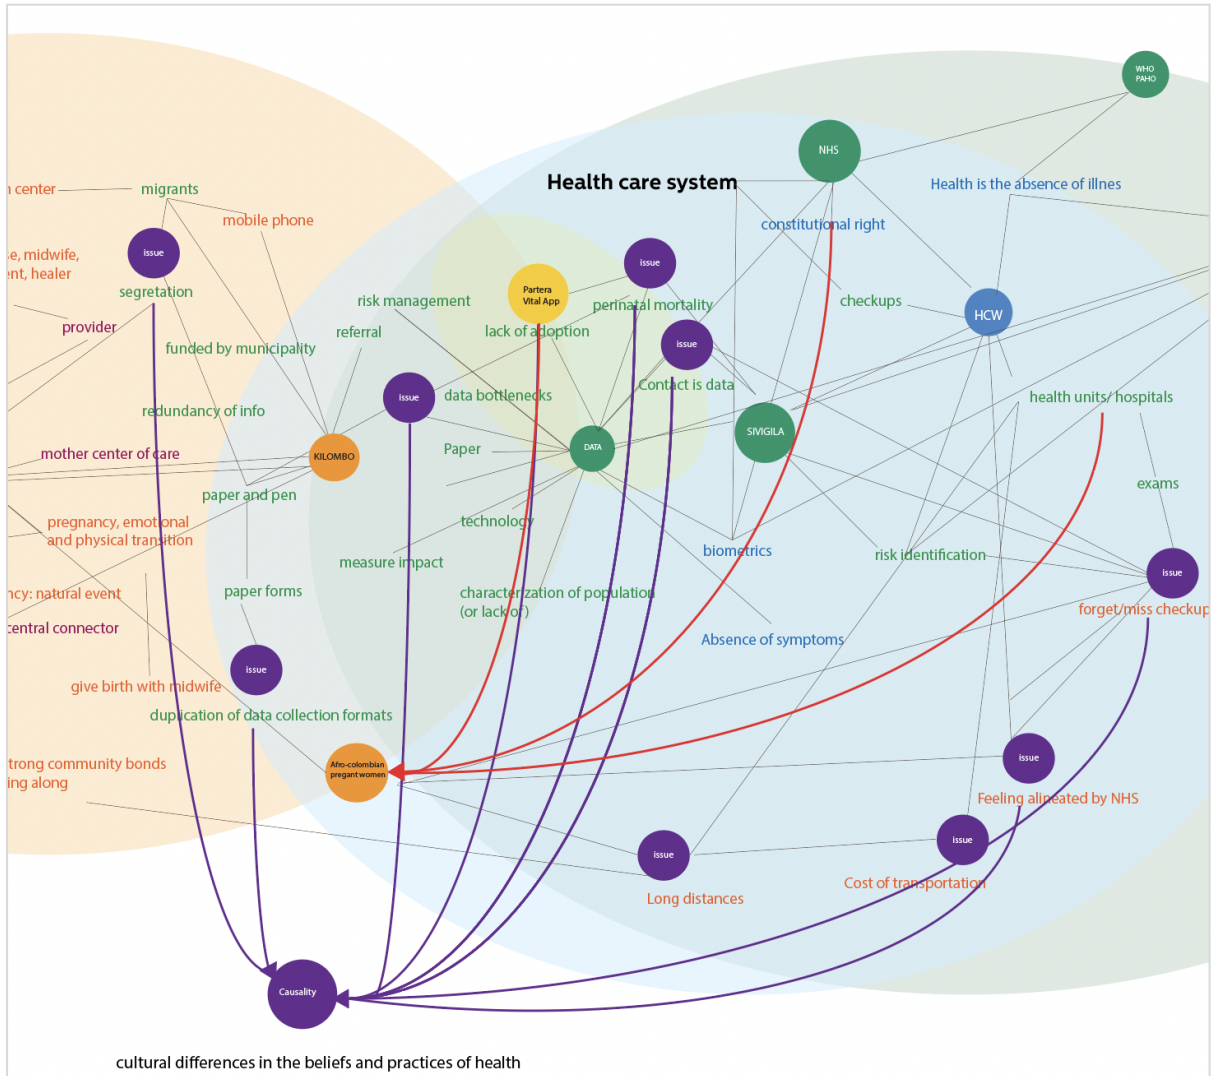 WHO
PAHO
NHS
Health care system
Health is the absence of illnes
center
migrants
mobile phone
constitutional right
issue
se, midwife,
ent, healer
issue
segretation
Partera
Vital App
risk management
perinatal mortality
checkups
HCW
provider
referral
lack of adoption
issue
funded by municipality
Contact is data
data bottlenecks
issue
health units/ hospitals
redundancy of info
SIVIGILA
mother center of care
KILOMBO
Paper
DATA
paper and pen
exams
pregnancy, emotional
and physical transition
technology
biometrics
risk identification
measure impact
issue
ncy: natural event
paper forms
characterization of population
(or lack of)
forget/miss checkup
central connector
Absence of symptoms
issue
give birth with midwife
duplication of data collection formats
trong community bonds
ing along
Afro-colombian
pregant women
issue
Feeling alineated by NHS
issue
issue
Cost of transportation
Long distances
Causality
cultural differences in the beliefs and practices of health